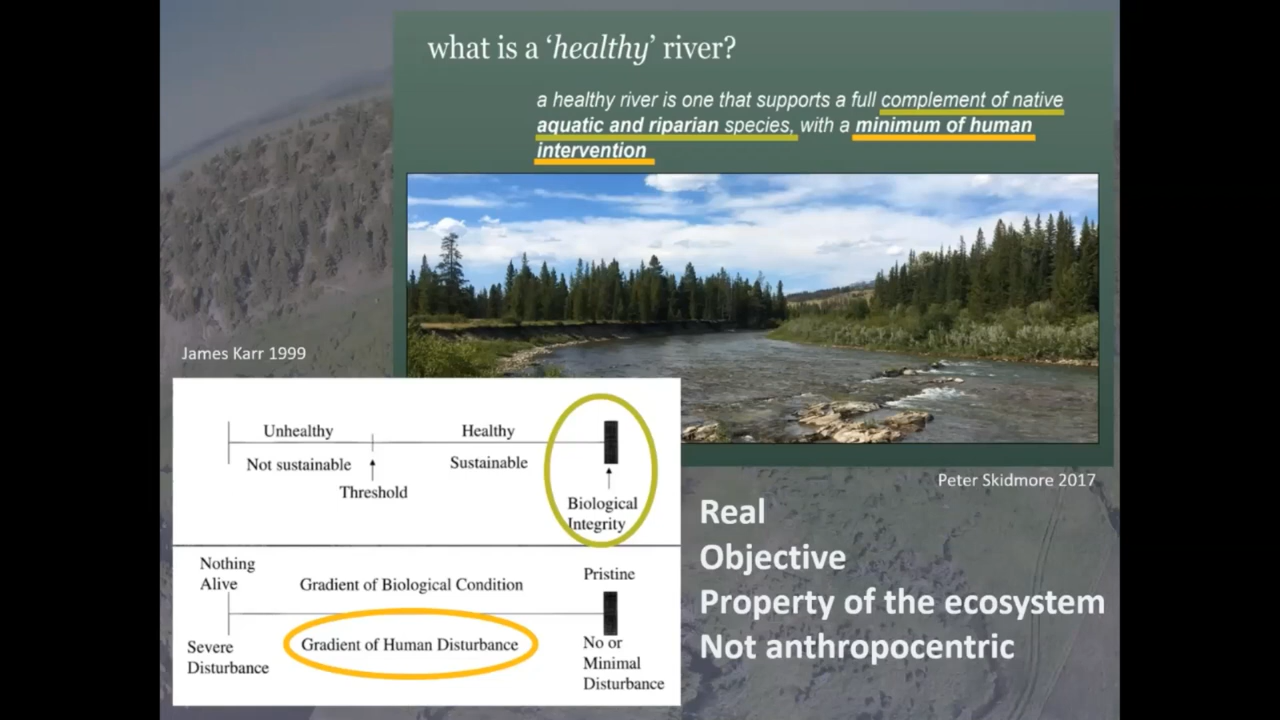 what is a ‘healthy’ river?
a healthy river is one that supports a full complement of native
aquatic and riparian species, with a minimum of human
intervention
James Karr 1999
Unhealthy
Healthy
Not sustainable
Sustainable
Threshold
Biological
Integrity
Nothing
Alive
Gradient of Biological Condition
Pristine
Gradient of Human Disturbance
Severe
Disturbance
No or
Minimal
Disturbance
Peter Skidmore 2017
Real
Objective
Property of the ecosystem
Not anthropocentric